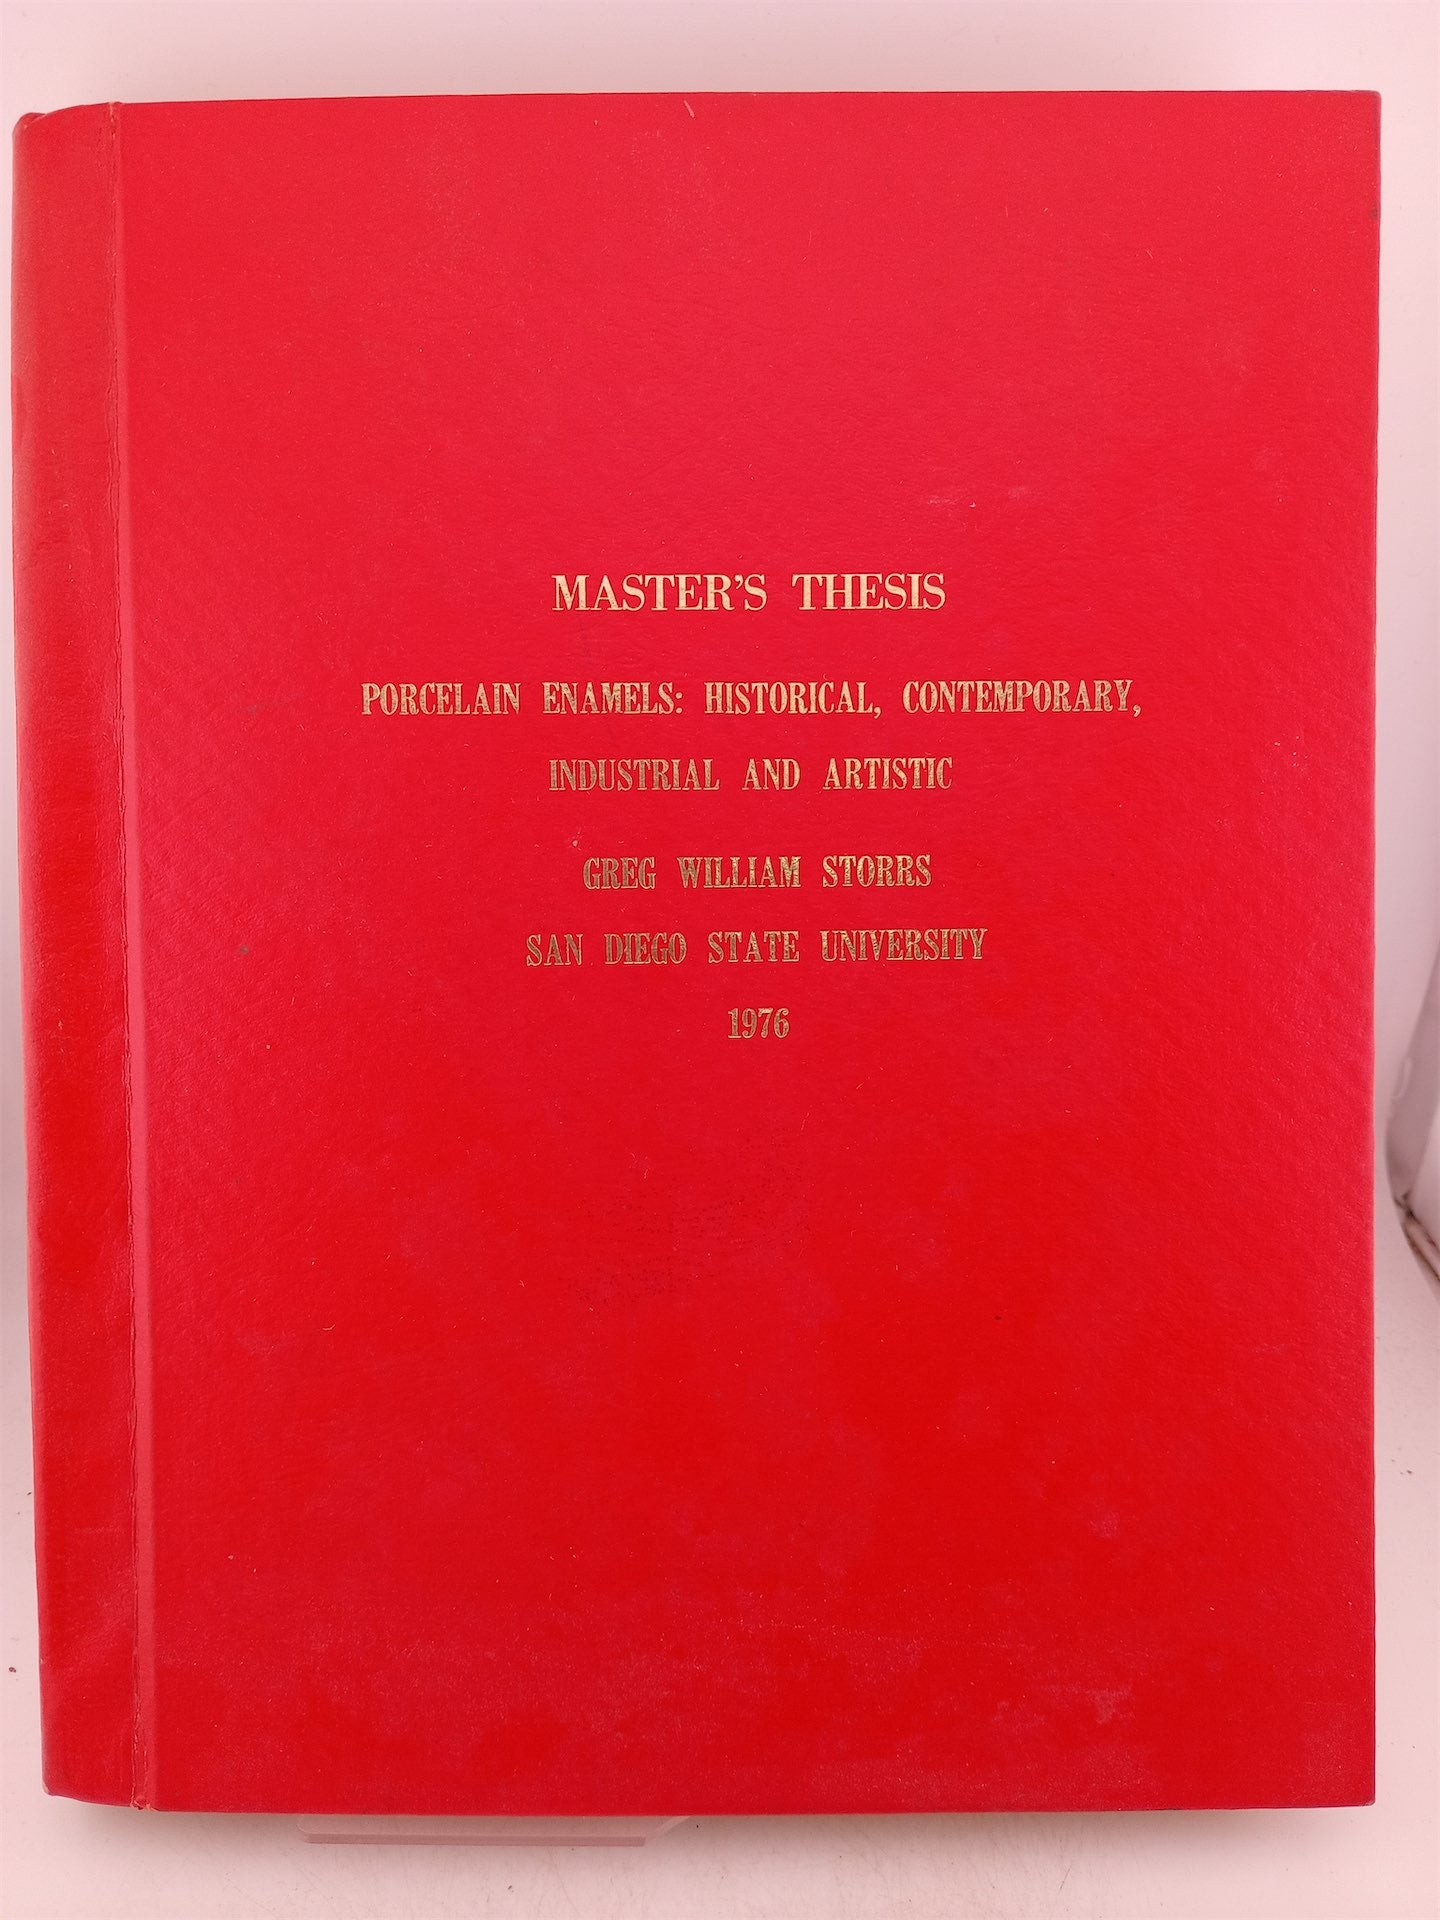 MASTER'S THESIS
PORCELAIN ENAMELS: HISTORICAL, CONTEMPORARY,
INDUSTRIAL AND ARTISTIC
GREG WILLIAM STORRS
SAN DIEGO STATE UNIVERSITY
1976